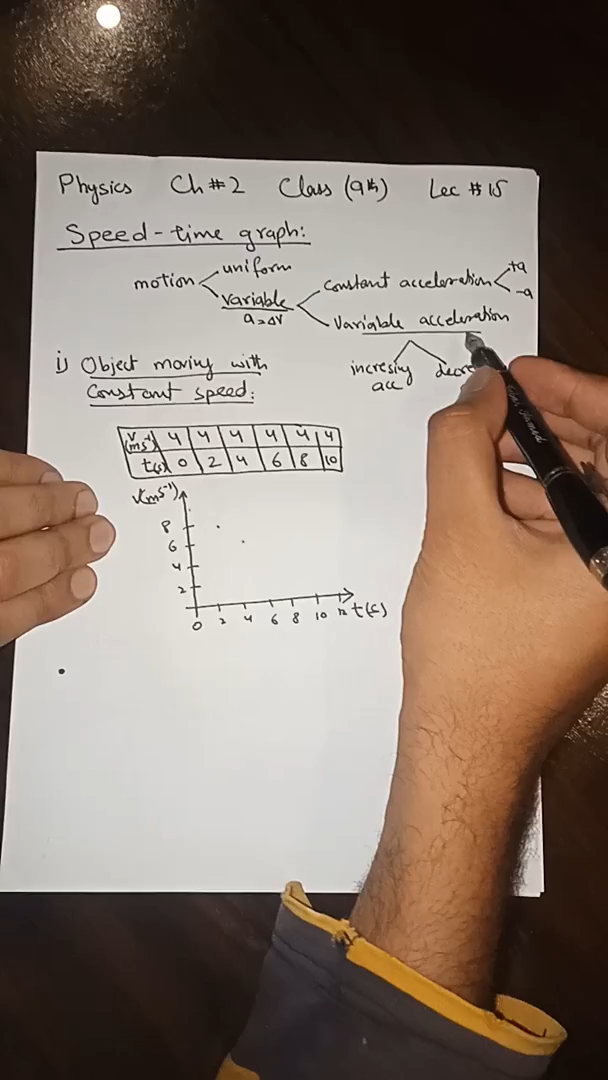 Physics Ch #2 Class (9th) Lec #15
Speed-time graph:
motion uniform
variable
a=ΔV
Constant acceleration +a
-a
Variable acceleration
incresing acc
i) Object moving with
Constant speed:
V(ms⁻¹) 4 4 4 4 4 4
t(s) 0 2 4 6 8 10
V(ms⁻¹)
8
6
4
2
0 2 4 6 8 10 12 t(s)